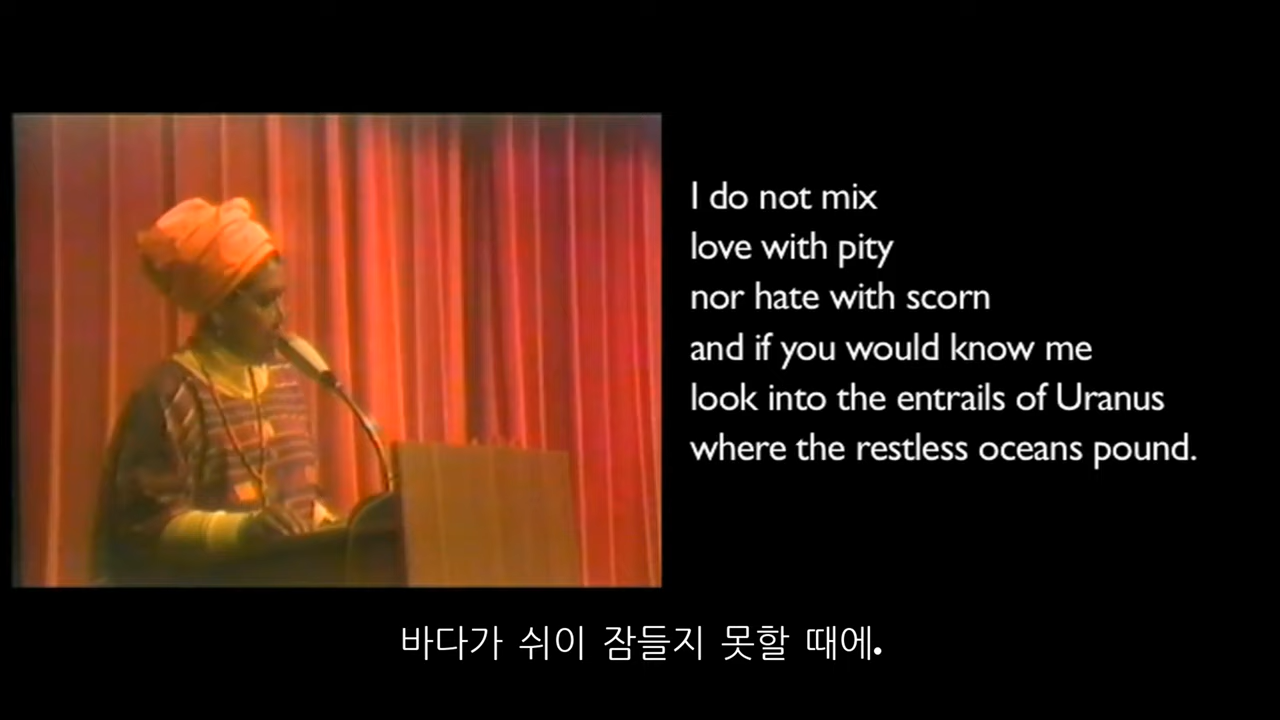 I do not mix
love with pity
nor hate with scorn
and if you would know me
look into the entrails of Uranus
where the restless oceans pound.
바다가 쉬이 잠들지 못할 때에.